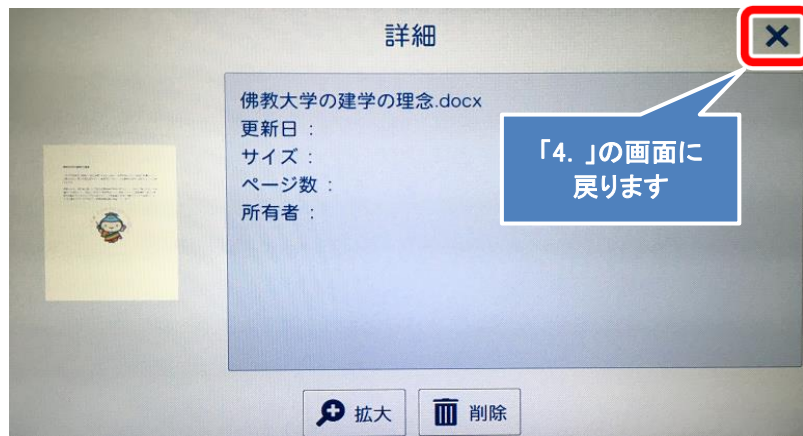 詳細
佛教大学の建学の理念.docx
更新日 :
サイズ :
ページ数 :
所有者 :
「4. 」の画面に
戻ります
拡大
削除